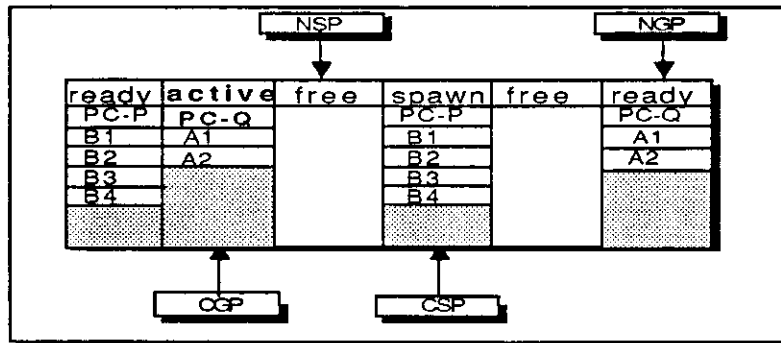 NSP NGP
ready active free spawn free ready
PC-P PC-Q PC-P PC-Q
B1 A1 B1 A1
B2 A2 B2 A2
B3 B3
B4 B4
CGP CSP